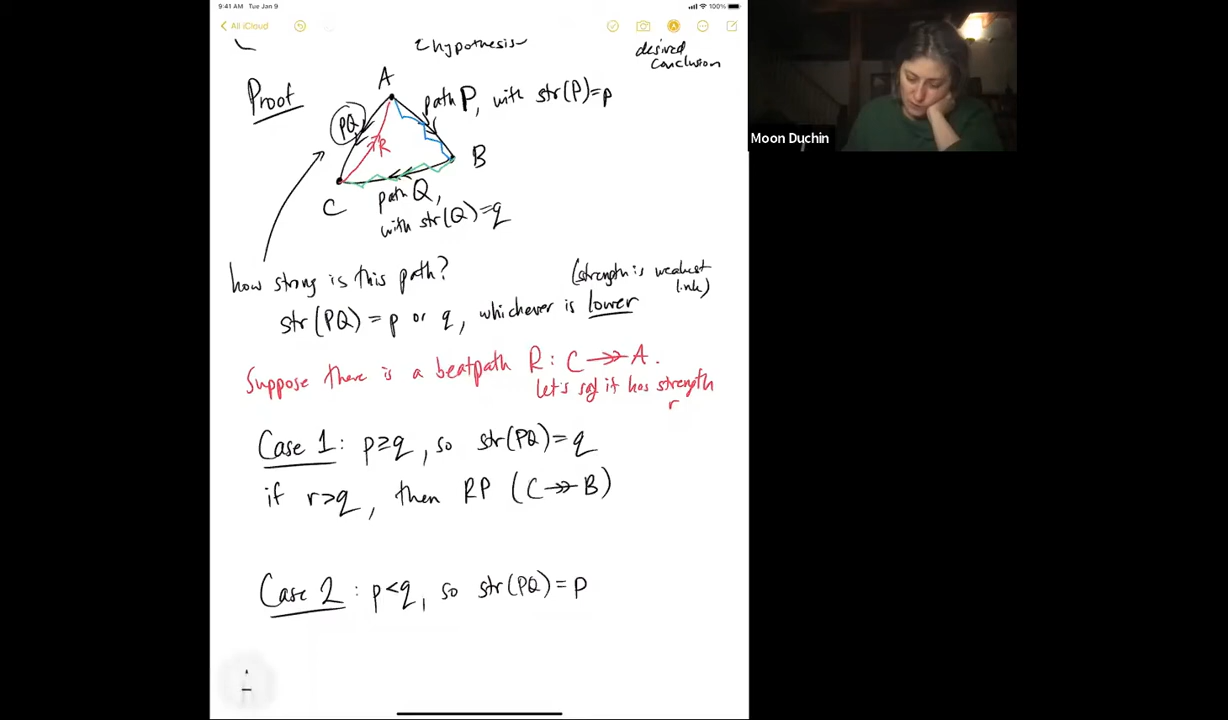 9:41 AM Tue Jan 9
100%
All iCloud
hypothesis
desired
conclusion
Proof
A
path P, with str(P)=p
PQ
R
B
C
path Q,
with str(Q)=q
how strong is this path?
(strength is weakest
link)
str(PQ) = p or q, whichever is lower
Suppose there is a beatpath R: C ↠ A.
let's say it has strength
r
Case 1: p≥q, so str(PQ)=q
if r>q, then RP (C ↠ B)
Case 2: p<q, so str(PQ)=p
Moon Duchin